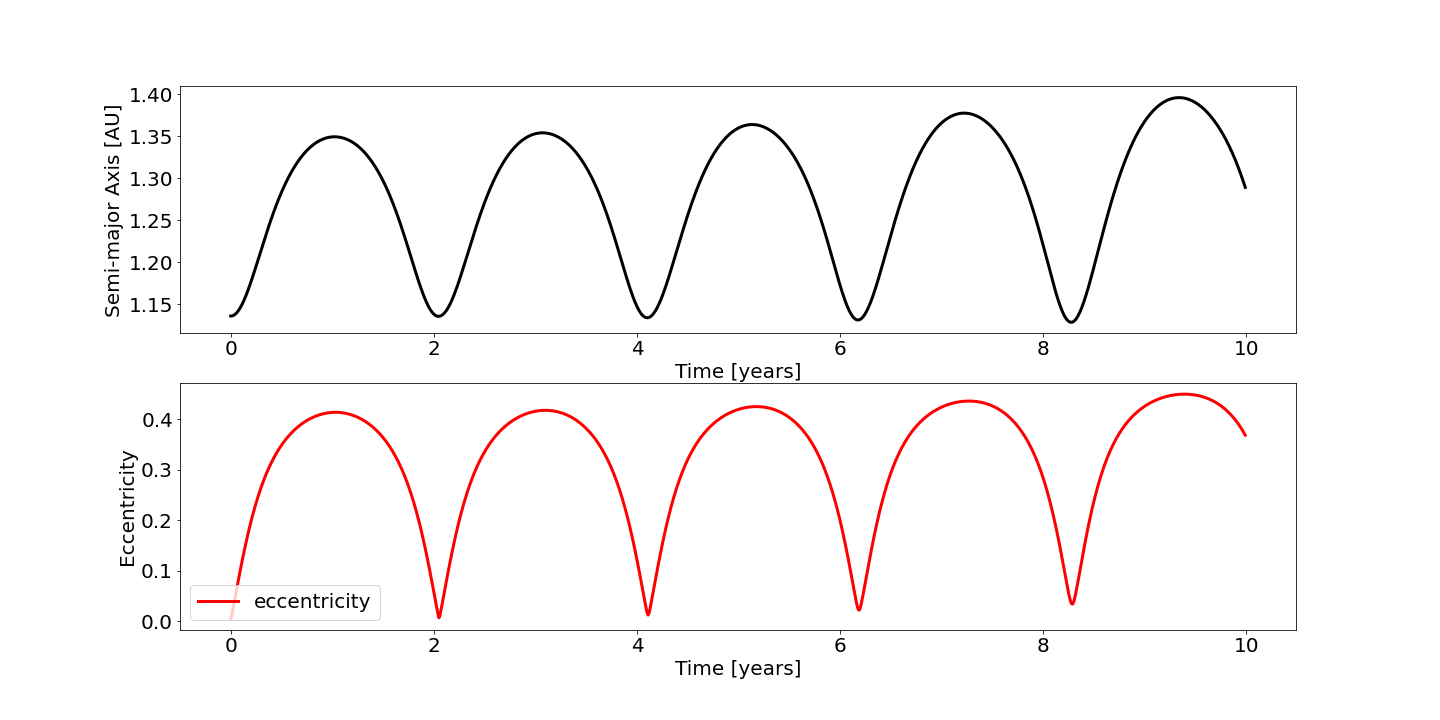 Semi-major Axis [AU]
1.40
1.35
1.30
1.25
1.20
1.15
0 2 4 6 8 10
Time [years]
Eccentricity
0.4
0.3
0.2
0.1
0.0
eccentricity
0 2 4 6 8 10
Time [years]